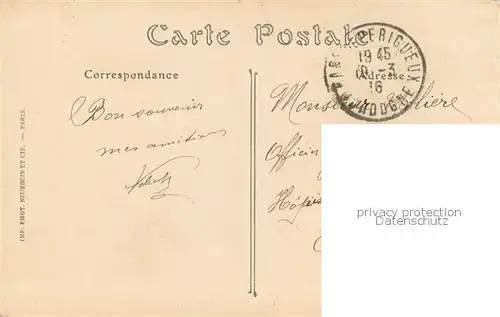 Carte Postale
Correspondance
Adresse
PERIGUEUX
19 45
16
DORDOGNE
Bon souvenir
mes amitiés
Monsieur
Officier
IMP. PHOT. NEURDEIN ET CIE. — PARIS.
privacy protection
Datenschutz